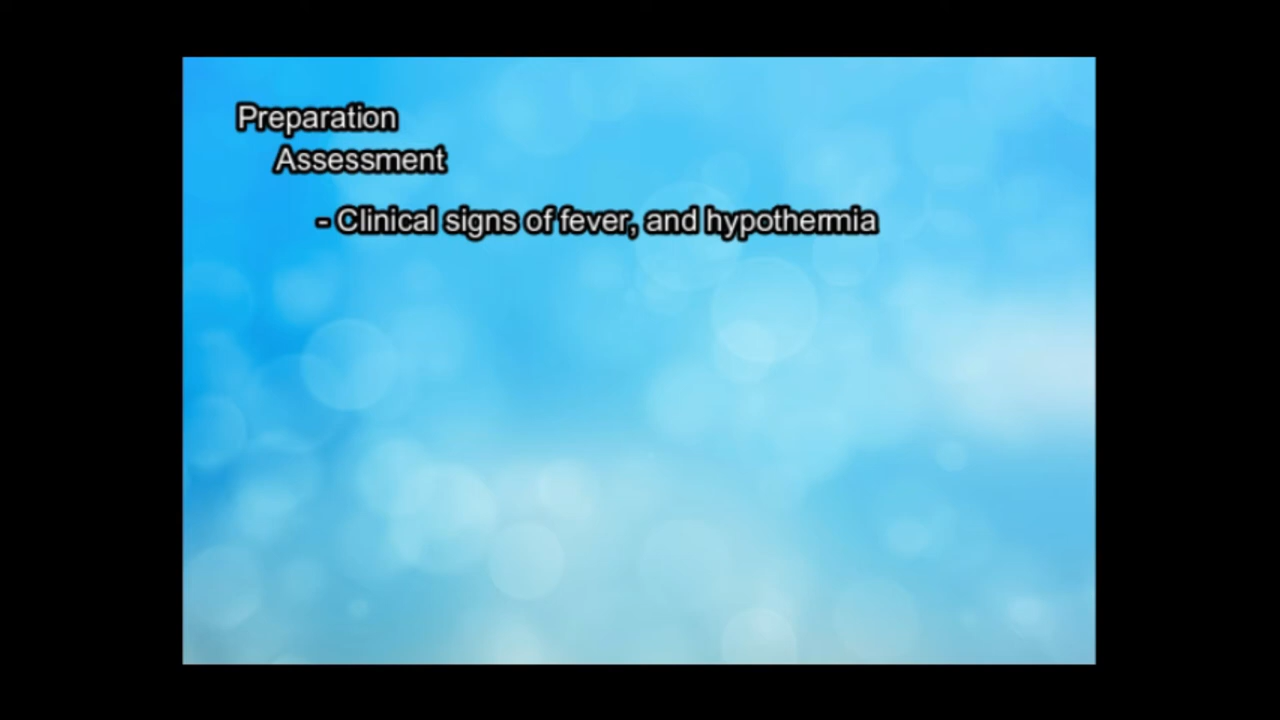 Preparation
Assessment
- Clinical signs of fever, and hypothermia